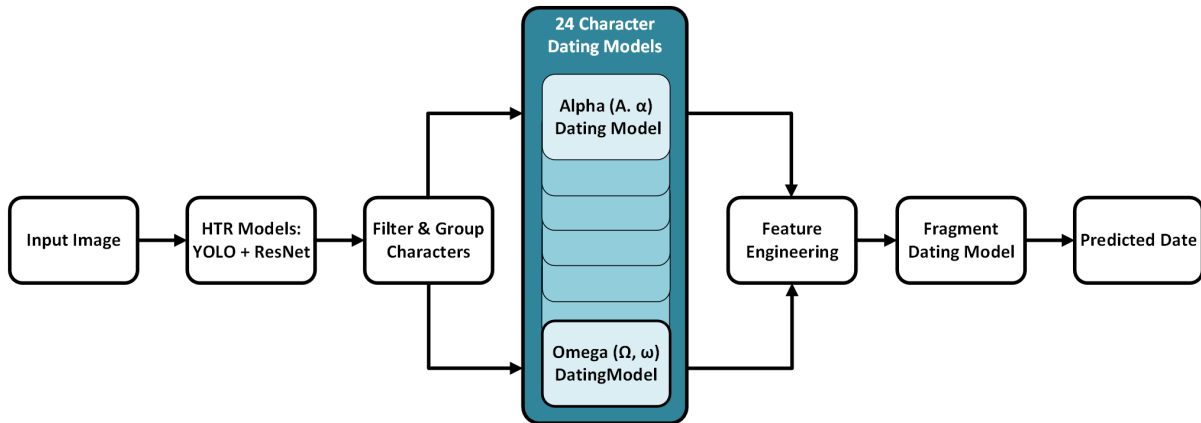 24 Character
Dating Models
Alpha (A. α)
Dating Model
Input Image
HTR Models:
YOLO + ResNet
Filter & Group
Characters
Feature
Engineering
Fragment
Dating Model
Predicted Date
Omega (Ω, ω)
DatingModel